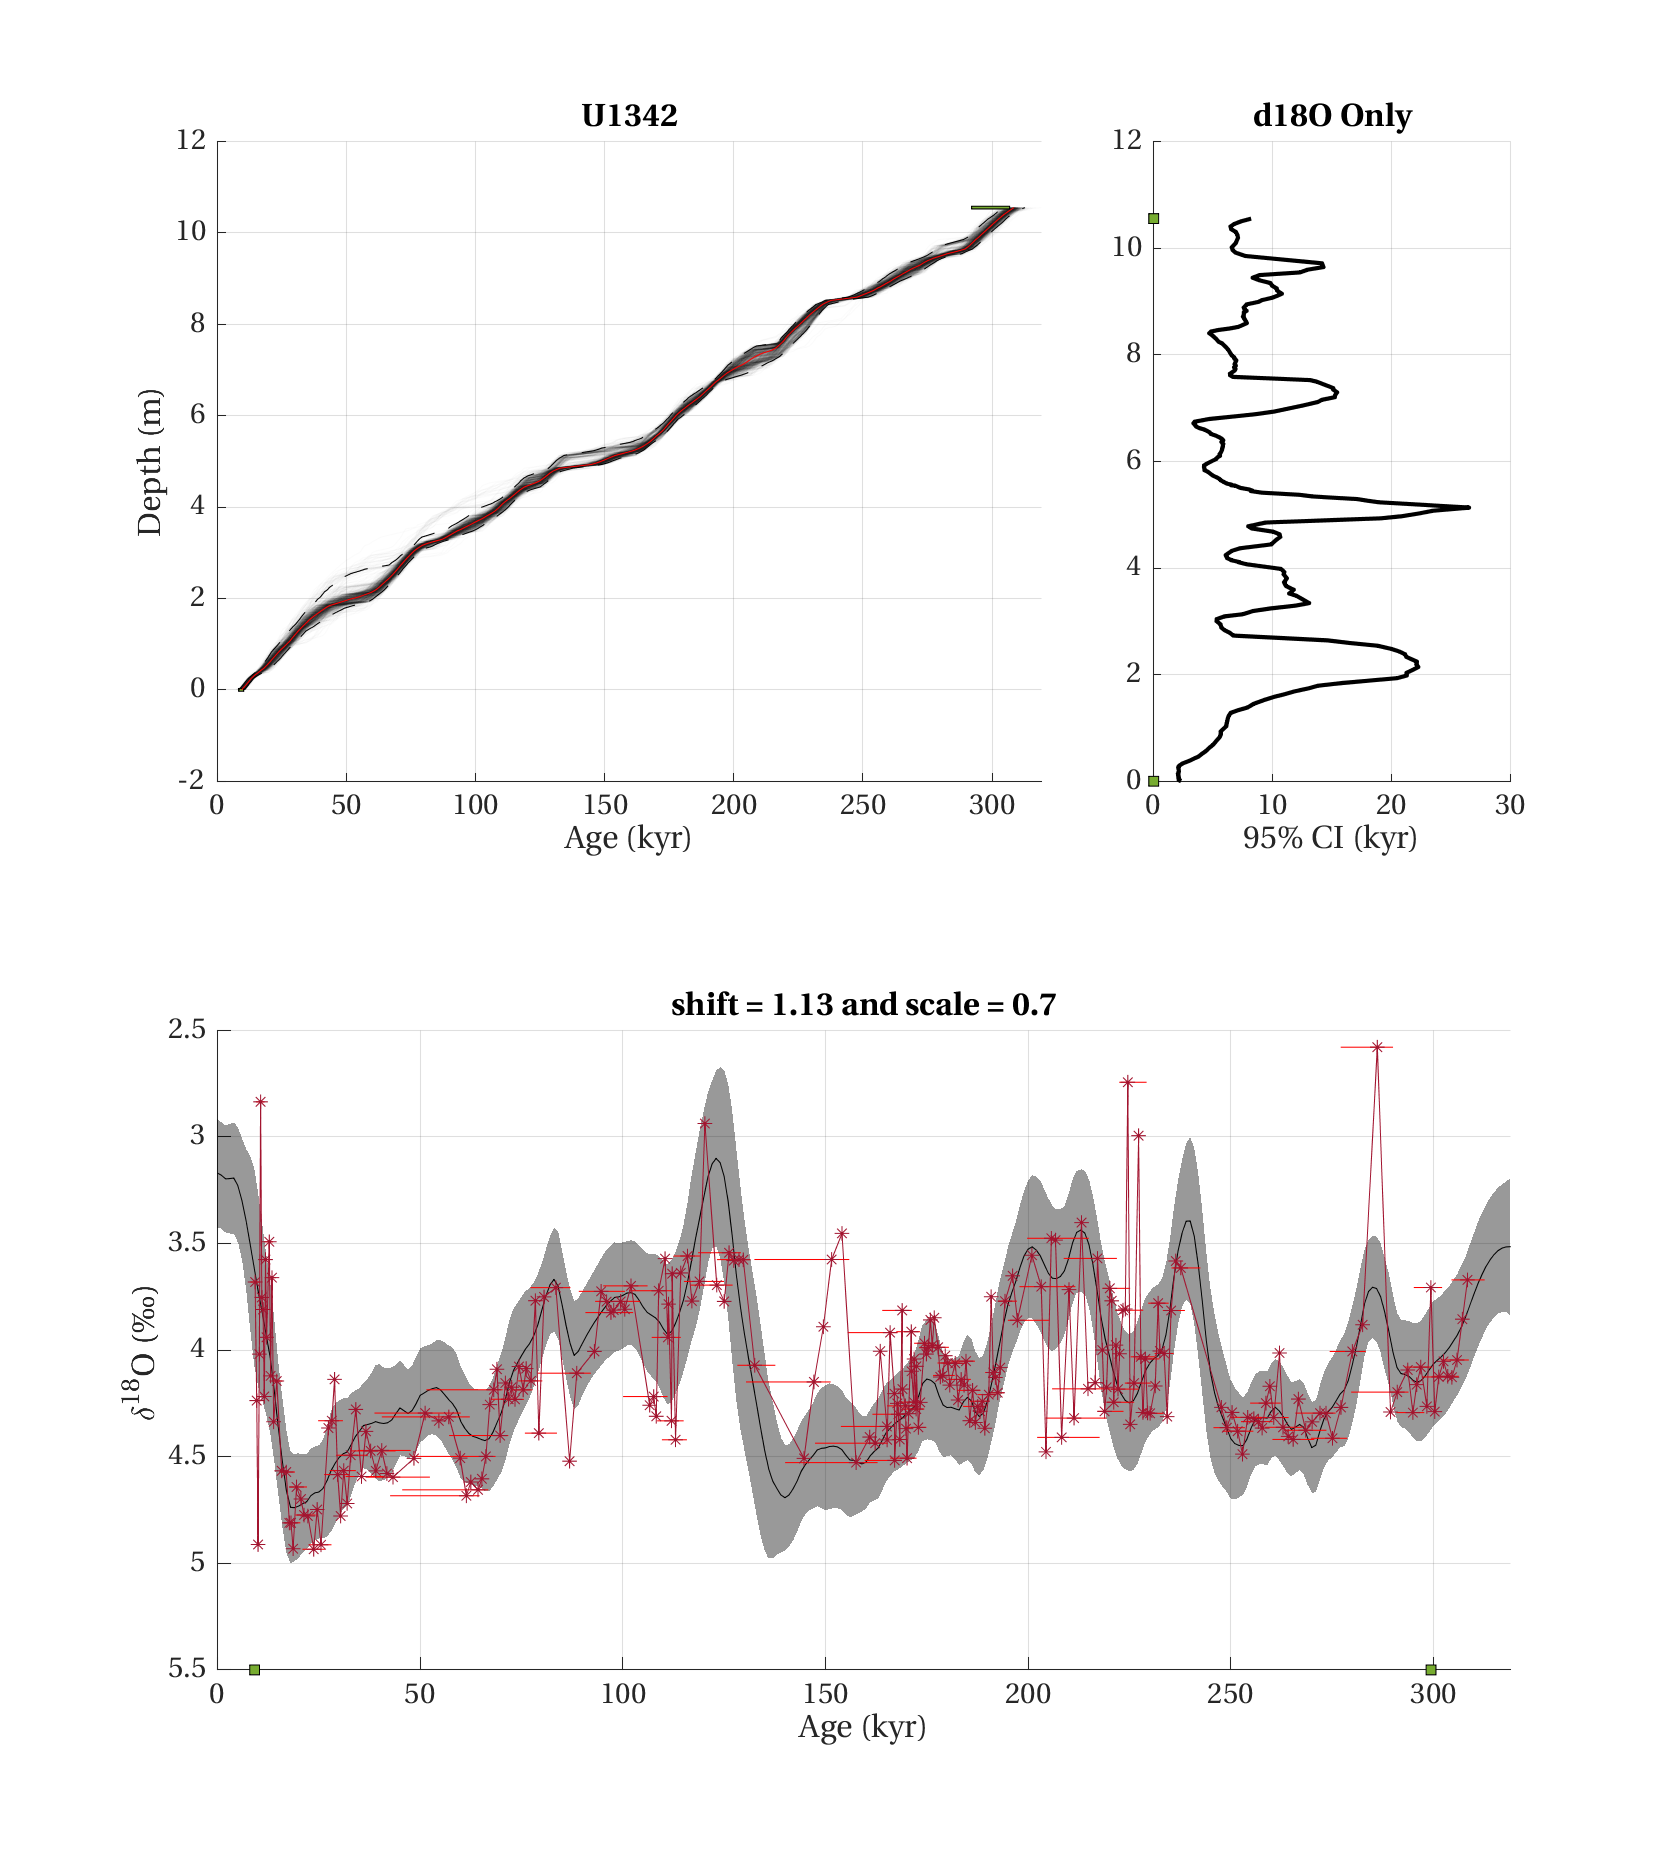 U1342
d18O Only
12
10
8
6
4
2
0
-2
Depth (m)
0 50 100 150 200 250 300
Age (kyr)
12
10
8
6
4
2
0
0 10 20 30
95% CI (kyr)
shift = 1.13 and scale = 0.7
2.5
3
3.5
4
4.5
5
5.5
δ18O (‰)
0 50 100 150 200 250 300
Age (kyr)